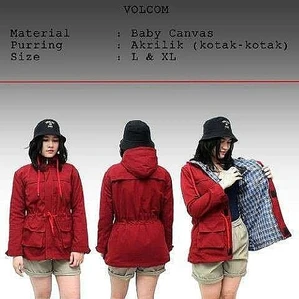 VOLCOM
Material : Baby Canvas
Purring : Akrilik (kotak-kotak)
Size : L & XL